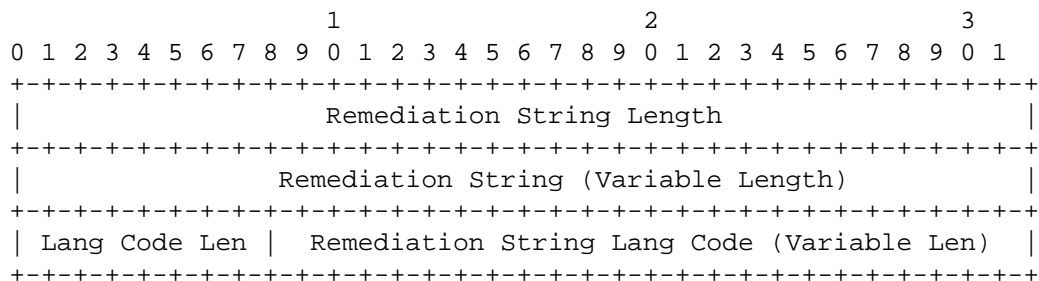 1                   2                   3
0 1 2 3 4 5 6 7 8 9 0 1 2 3 4 5 6 7 8 9 0 1 2 3 4 5 6 7 8 9 0 1
+-+-+-+-+-+-+-+-+-+-+-+-+-+-+-+-+-+-+-+-+-+-+-+-+-+-+-+-+-+-+-+-+
|                   Remediation String Length                   |
+-+-+-+-+-+-+-+-+-+-+-+-+-+-+-+-+-+-+-+-+-+-+-+-+-+-+-+-+-+-+-+-+
|                Remediation String (Variable Length)           |
+-+-+-+-+-+-+-+-+-+-+-+-+-+-+-+-+-+-+-+-+-+-+-+-+-+-+-+-+-+-+-+-+
| Lang Code Len |  Remediation String Lang Code (Variable Len)  |
+-+-+-+-+-+-+-+-+-+-+-+-+-+-+-+-+-+-+-+-+-+-+-+-+-+-+-+-+-+-+-+-+